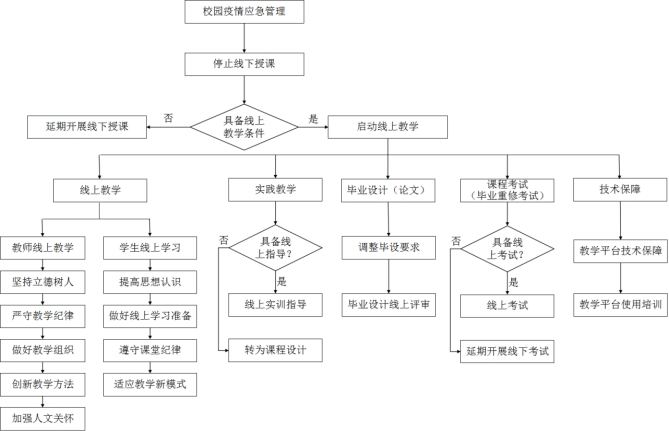 校园疫情应急管理
停止线下授课
延期开展线下授课
否
具备线上
教学条件
是
启动线上教学
线上教学
实践教学
毕业设计（论文）
课程考试
（毕业重修考试）
技术保障
教师线上教学
学生线上学习
否
具备线
上指导？
调整毕设要求
否
具备线
上考试？
教学平台技术保障
坚持立德树人
提高思想认识
是
是
线上实训指导
毕业设计线上评审
线上考试
教学平台使用培训
严守教学纪律
做好线上学习准备
做好教学组织
遵守课堂纪律
转为课程设计
延期开展线下考试
创新教学方法
适应教学新模式
加强人文关怀